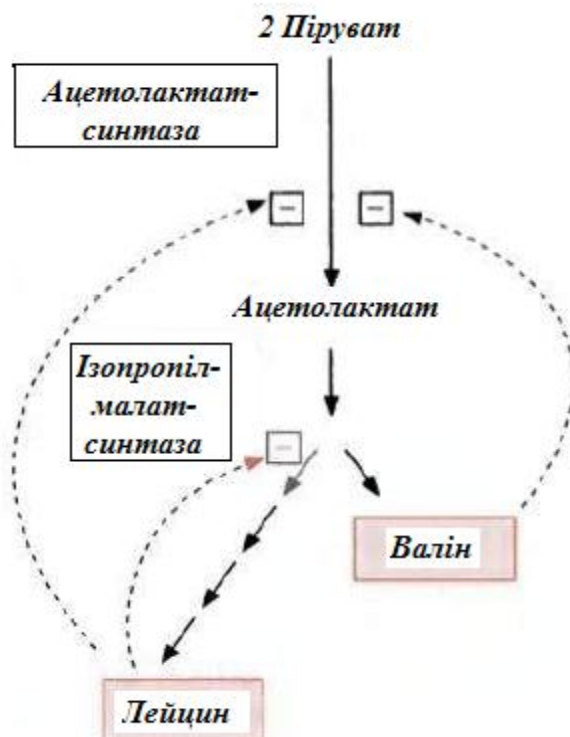 2 Піруват
Ацетолактат-
синтаза
−
−
Ацетолактат
Ізопропіл-
малат-
синтаза
−
Валін
Лейцин